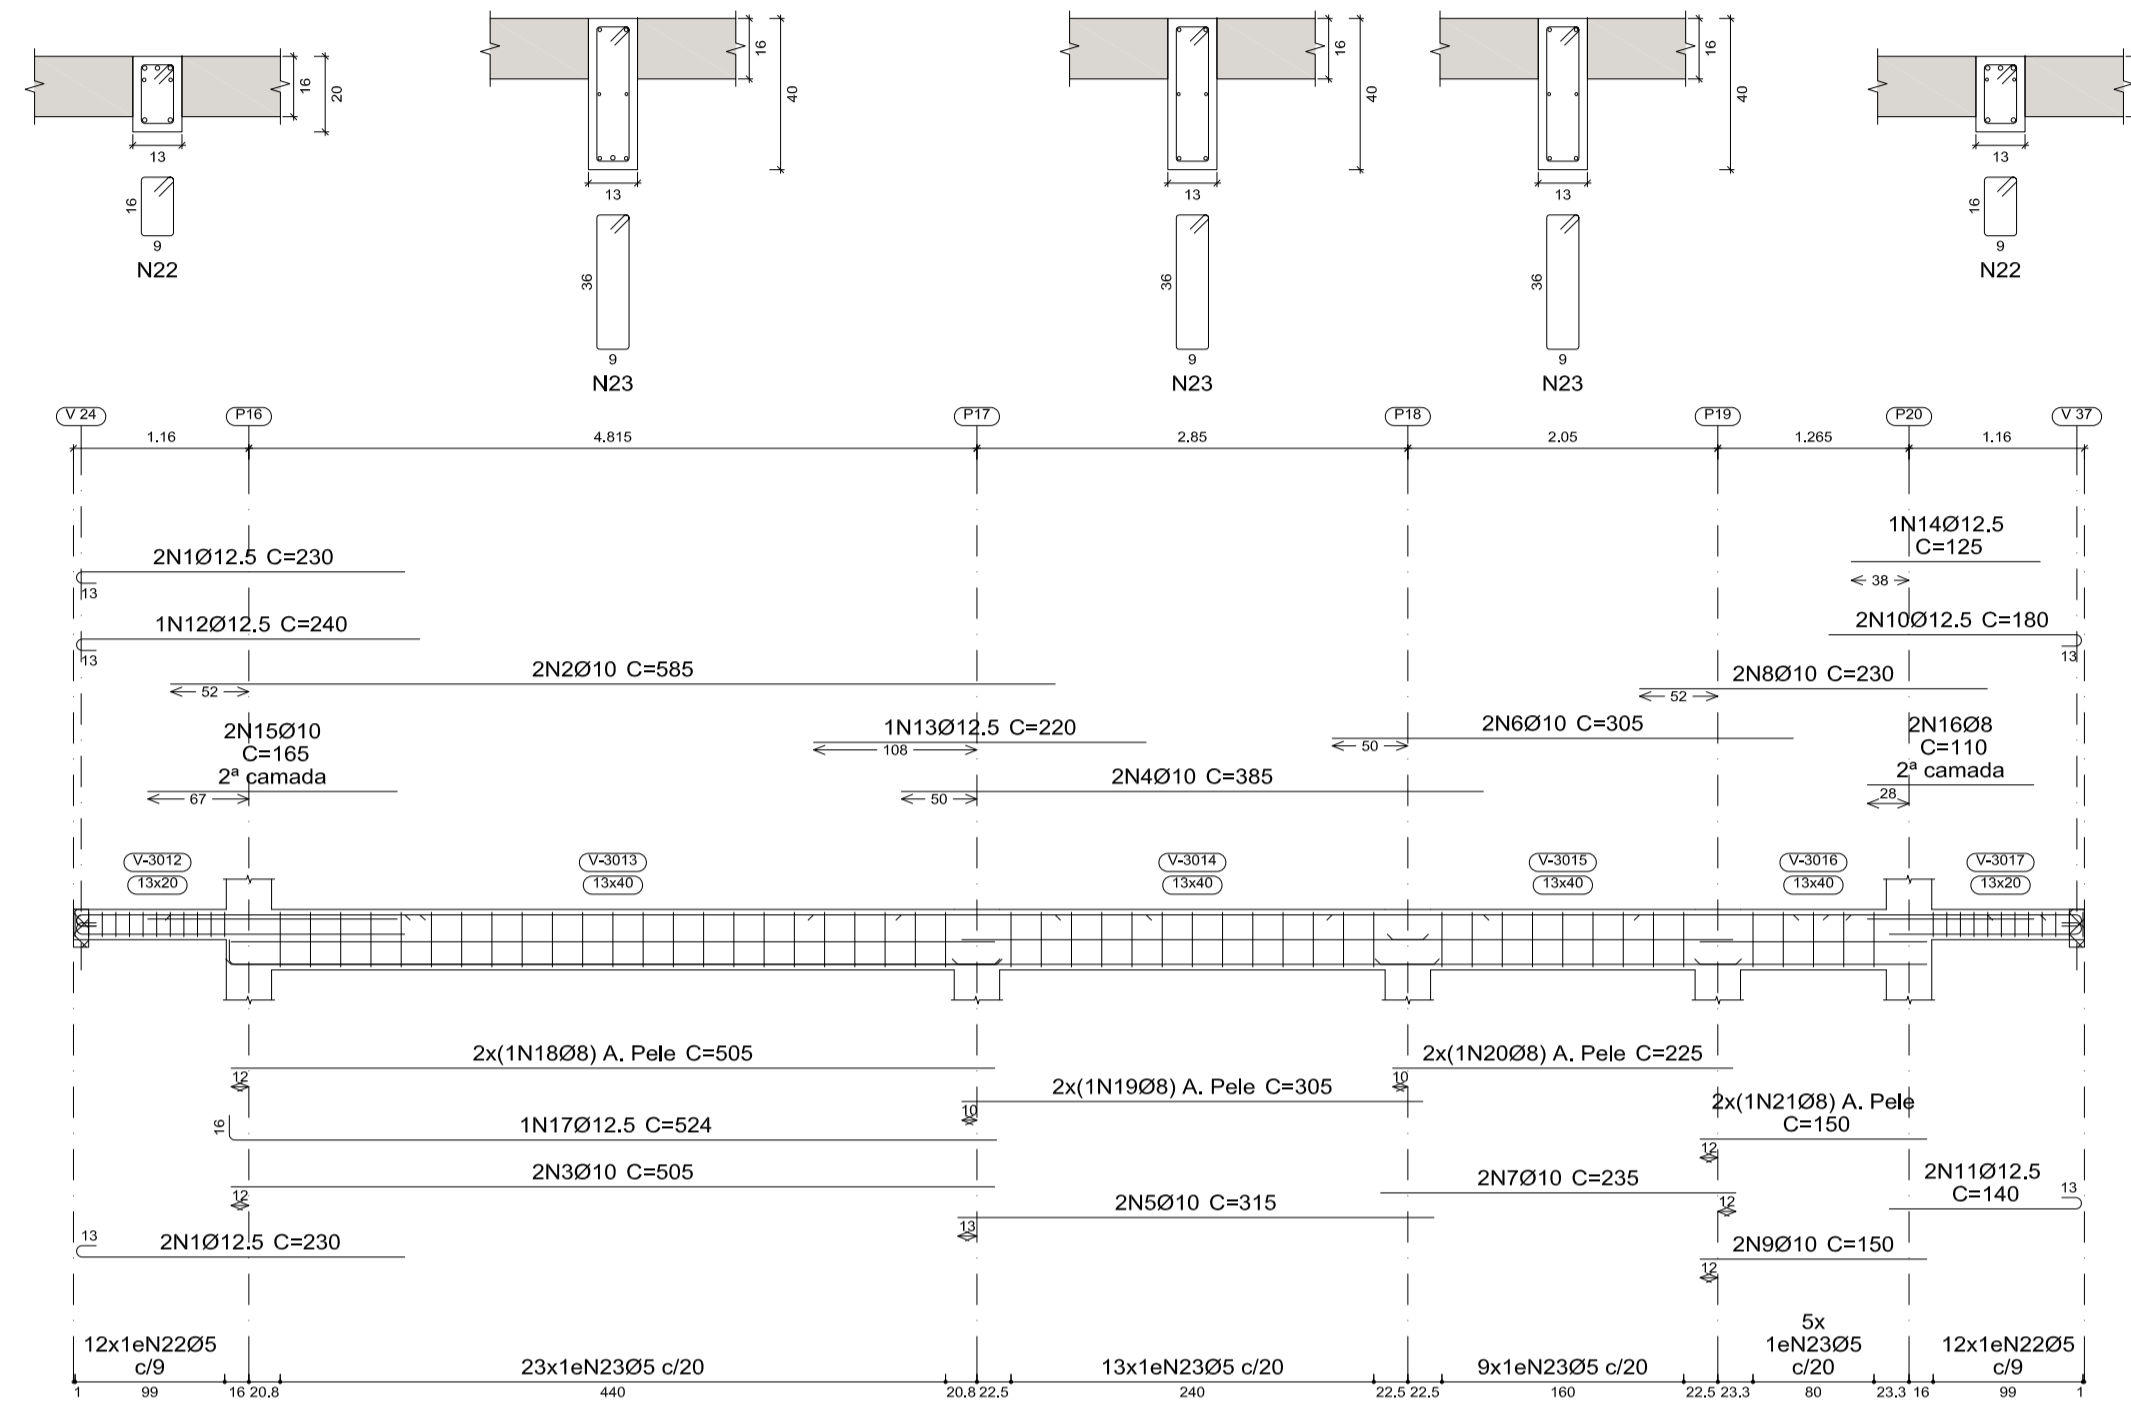 16
20
13
16
9
N22
16
40
13
36
9
N23
16
40
13
36
9
N23
16
40
13
36
9
N23
13
16
9
N22
V 24
P16
P17
P18
P19
P20
V 37
1.16
4.815
2.85
2.05
1.265
1.16
1N14Ø12.5
C=125
38
2N1Ø12.5 C=230
13
1N12Ø12.5 C=240
13
2N10Ø12.5 C=180
13
2N2Ø10 C=585
52
2N8Ø10 C=230
52
2N15Ø10
C=165
2ª camada
67
1N13Ø12.5 C=220
108
2N6Ø10 C=305
50
2N16Ø8
C=110
2ª camada
28
2N4Ø10 C=385
50
V-3012
13x20
V-3013
13x40
V-3014
13x40
V-3015
13x40
V-3016
13x40
V-3017
13x20
2x(1N18Ø8) A. Pele C=505
12
2x(1N20Ø8) A. Pele C=225
10
2x(1N19Ø8) A. Pele C=305
10
2x(1N21Ø8) A. Pele
C=150
12
16
1N17Ø12.5 C=524
2N3Ø10 C=505
12
2N7Ø10 C=235
12
2N11Ø12.5
C=140
13
2N5Ø10 C=315
13
13
2N1Ø12.5 C=230
2N9Ø10 C=150
12
12x1eN22Ø5
c/9
23x1eN23Ø5 c/20
13x1eN23Ø5 c/20
9x1eN23Ø5 c/20
5x
1eN23Ø5
c/20
12x1eN22Ø5
c/9
1 99 16 20.8 440 20.8 22.5 240 22.5 22.5 160 22.5 23.3 80 23.3 16 99 1